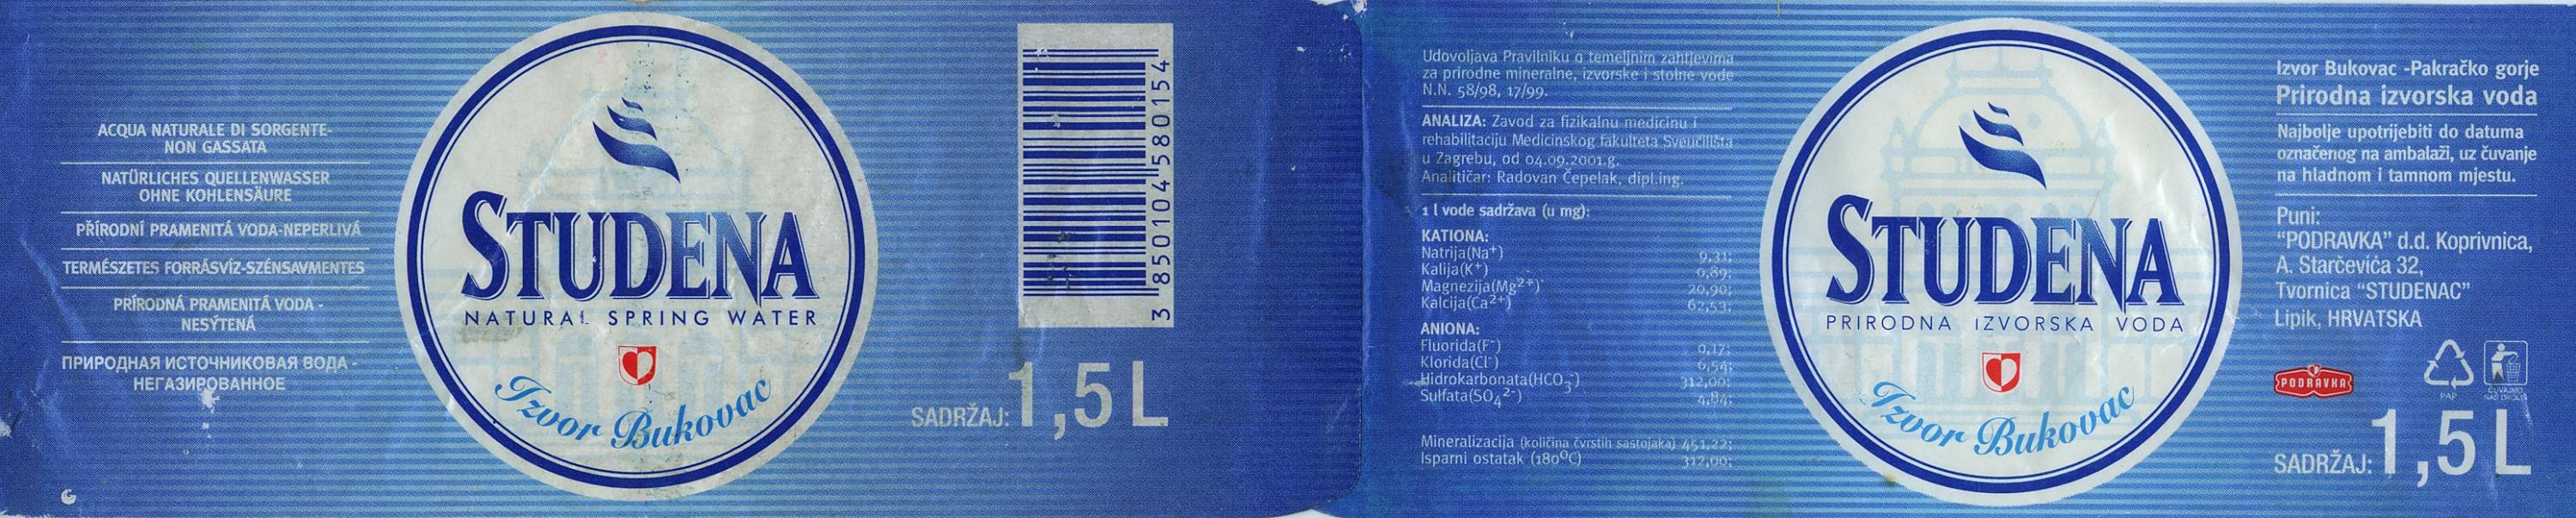 ACQUA NATURALE DI SORGENTE-
NON GASSATA
NATÜRLICHES QUELLENWASSER
OHNE KOHLENSÄURE
PŘÍRODNÍ PRAMENITÁ VODA-NEPERLIVÁ
TERMÉSZETES FORRÁSVÍZ-SZÉNSAVMENTES
PRÍRODNÁ PRAMENITÁ VODA -
NESÝTENÁ
ПРИРОДНАЯ ИСТОЧНИКОВАЯ ВОДА -
НЕГАЗИРОВАННОЕ
STUDENA
NATURAL SPRING WATER
Izvor Bukovac
3 850104 580154
SADRŽAJ: 1,5 L
Udovoljava Pravilniku o temeljnim zahtjevima
za prirodne mineralne, izvorske i stolne vode
N.N. 58/98, 17/99.
ANALIZA: Zavod za fizikalnu medicinu i
rehabilitaciju Medicinskog fakulteta Sveučilišta
u Zagrebu, od 04.09.2001.g.
Analitičar: Radovan Čepelak, dipl.ing.
1 l vode sadržava (u mg):
KATIONA:
Natrija(Na⁺) 9,31;
Kalija(K⁺) 0,89;
Magnezija(Mg²⁺) 20,90;
Kalcija(Ca²⁺) 62,53;
ANIONA:
Fluorida(F⁻) 0,17;
Klorida(Cl⁻) 6,54;
Hidrokarbonata(HCO₃⁻) 312,00;
Sulfata(SO₄²⁻) 4,84;
Mineralizacija (količina čvrstih sastojaka) 451,22;
Isparni ostatak (180ºC) 312,00;
STUDENA
PRIRODNA IZVORSKA VODA
Izvor Bukovac
Izvor Bukovac -Pakračko gorje
Prirodna izvorska voda
Najbolje upotrijebiti do datuma
označenog na ambalaži, uz čuvanje
na hladnom i tamnom mjestu.
Puni:
"PODRAVKA" d.d. Koprivnica,
A. Starčevića 32,
Tvornica "STUDENAC"
Lipik, HRVATSKA
PODRAVKA
PAP
ČUVAJMO
NAŠ OKOLIŠ
SADRŽAJ: 1,5 L